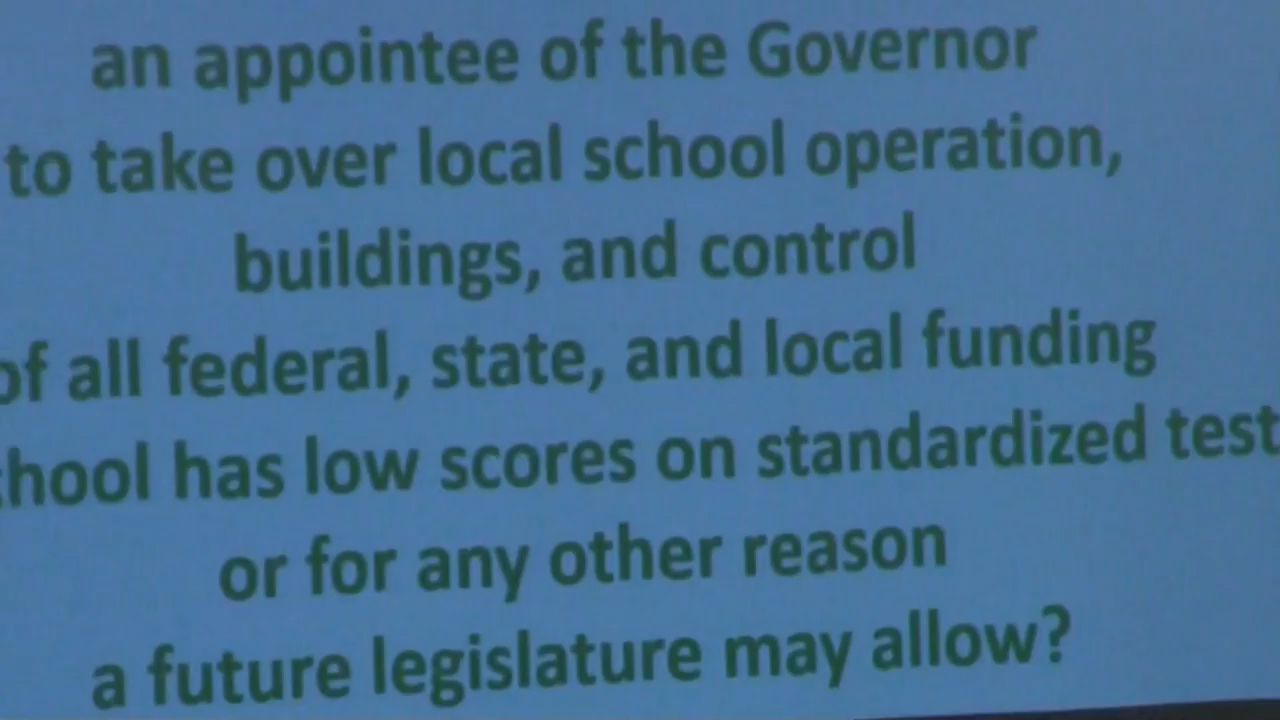 an appointee of the Governor
to take over local school operation,
buildings, and control
of all federal, state, and local funding
has low scores on standardized test
or for any other reason
a future legislature may allow?